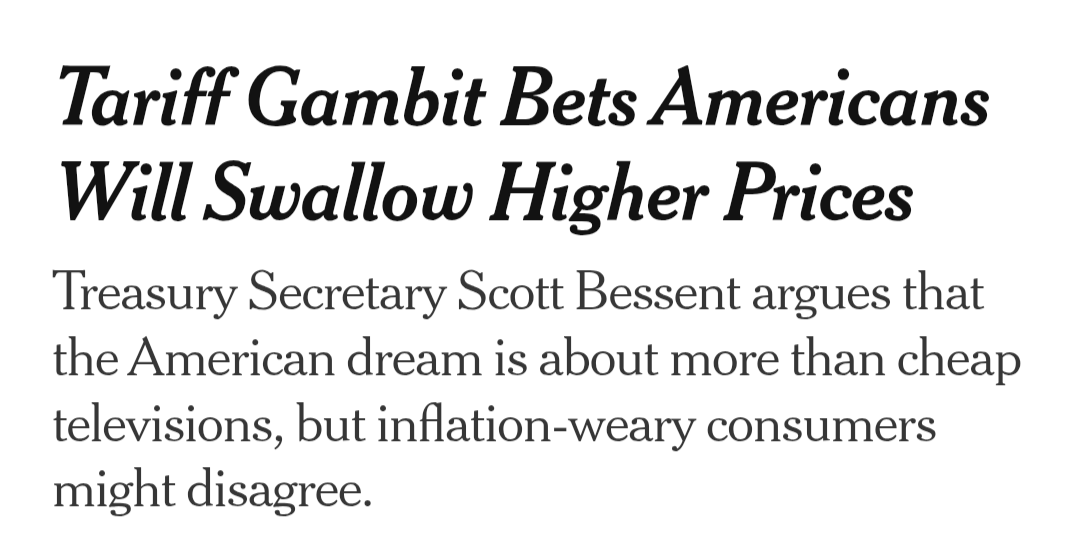 Tariff Gambit Bets Americans
Will Swallow Higher Prices
Treasury Secretary Scott Bessent argues that
the American dream is about more than cheap
televisions, but inflation-weary consumers
might disagree.